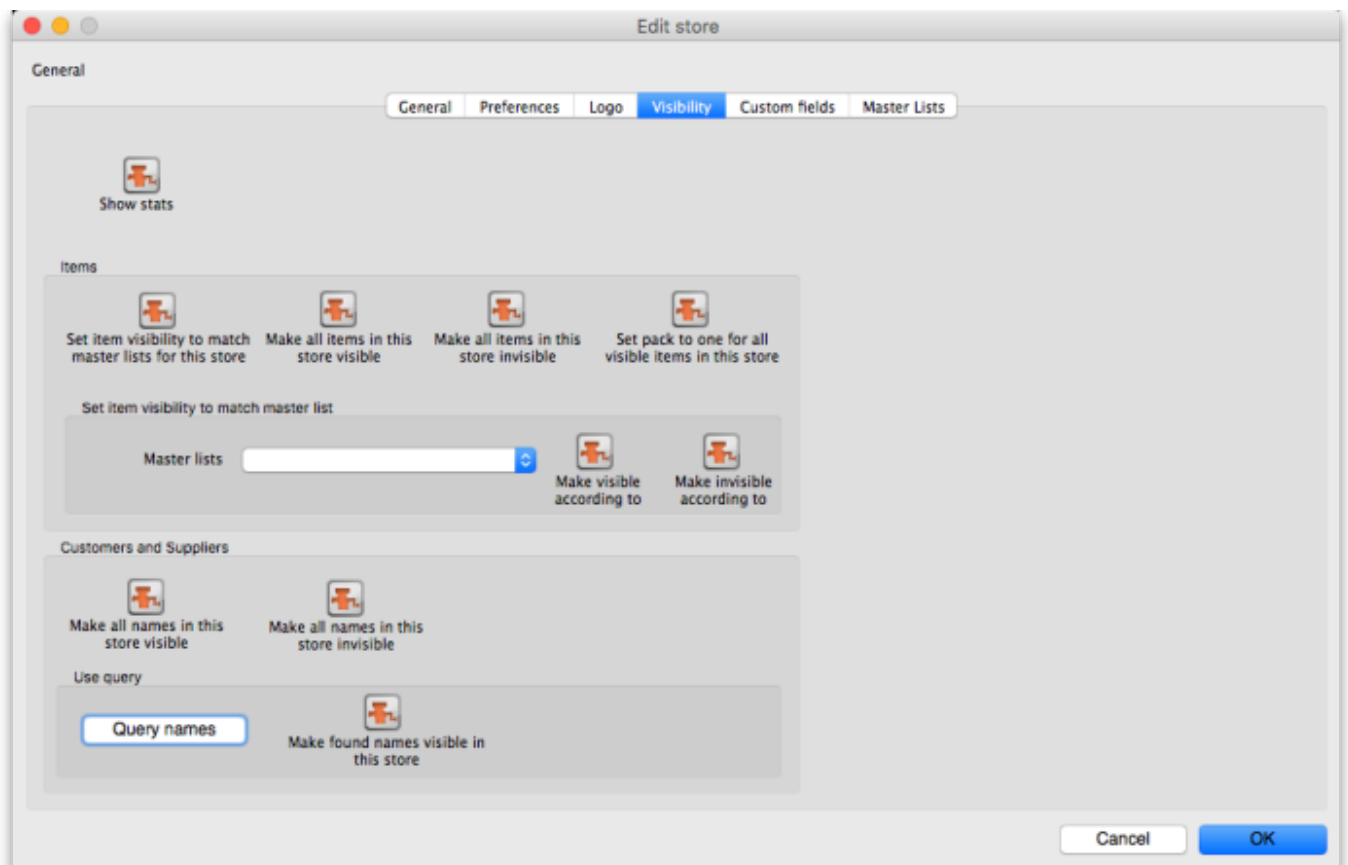 Edit store
General
General Preferences Logo Visibility Custom fields Master Lists
Show stats
Items
Set item visibility to match
master lists for this store
Make all items in this
store visible
Make all items in this
store invisible
Set pack to one for all
visible items in this store
Set item visibility to match master list
Master lists
Make visible
according to
Make invisible
according to
Customers and Suppliers
Make all names in this
store visible
Make all names in this
store invisible
Use query
Query names
Make found names visible in
this store
Cancel OK